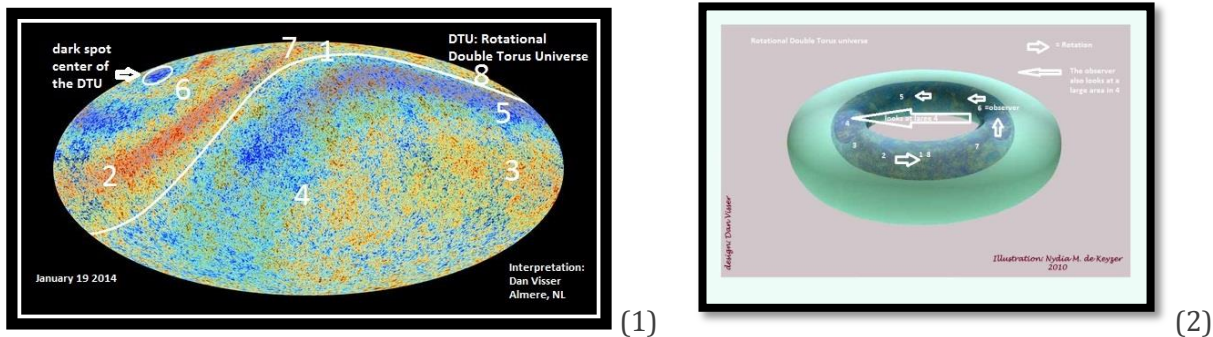 dark spot
center of
the DTU
7
1
DTU: Rotational
Double Torus Universe
8
6
5
2
3
4
January 19 2014
Interpretation:
Dan Visser
Almere, NL
(1)
Rotational Double Torus universe
= Rotation
The observer
also looks at a
large area in 4
5
6 =observer
4
looks at
4
3
2
1 8
7
design: Dan Visser
Illustration: Nydia M. de Keyzer
2010
(2)